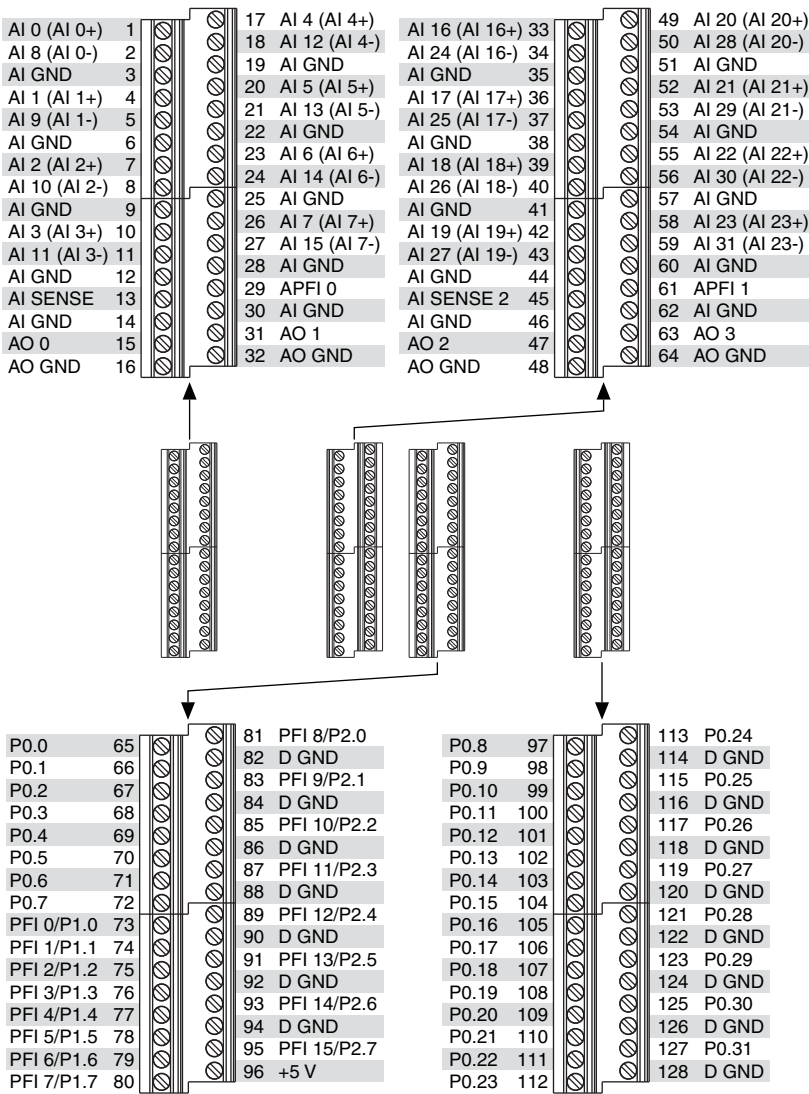 AI 0 (AI 0+) 1
AI 8 (AI 0-) 2
AI GND 3
AI 1 (AI 1+) 4
AI 9 (AI 1-) 5
AI GND 6
AI 2 (AI 2+) 7
AI 10 (AI 2-) 8
AI GND 9
AI 3 (AI 3+) 10
AI 11 (AI 3-) 11
AI GND 12
AI SENSE 13
AI GND 14
AO 0 15
AO GND 16
17 AI 4 (AI 4+)
18 AI 12 (AI 4-)
19 AI GND
20 AI 5 (AI 5+)
21 AI 13 (AI 5-)
22 AI GND
23 AI 6 (AI 6+)
24 AI 14 (AI 6-)
25 AI GND
26 AI 7 (AI 7+)
27 AI 15 (AI 7-)
28 AI GND
29 APFI 0
30 AI GND
31 AO 1
32 AO GND
AI 16 (AI 16+) 33
AI 24 (AI 16-) 34
AI GND 35
AI 17 (AI 17+) 36
AI 25 (AI 17-) 37
AI GND 38
AI 18 (AI 18+) 39
AI 26 (AI 18-) 40
AI GND 41
AI 19 (AI 19+) 42
AI 27 (AI 19-) 43
AI GND 44
AI SENSE 2 45
AI GND 46
AO 2 47
AO GND 48
49 AI 20 (AI 20+)
50 AI 28 (AI 20-)
51 AI GND
52 AI 21 (AI 21+)
53 AI 29 (AI 21-)
54 AI GND
55 AI 22 (AI 22+)
56 AI 30 (AI 22-)
57 AI GND
58 AI 23 (AI 23+)
59 AI 31 (AI 23-)
60 AI GND
61 APFI 1
62 AI GND
63 AO 3
64 AO GND
P0.0 65
P0.1 66
P0.2 67
P0.3 68
P0.4 69
P0.5 70
P0.6 71
P0.7 72
PFI 0/P1.0 73
PFI 1/P1.1 74
PFI 2/P1.2 75
PFI 3/P1.3 76
PFI 4/P1.4 77
PFI 5/P1.5 78
PFI 6/P1.6 79
PFI 7/P1.7 80
81 PFI 8/P2.0
82 D GND
83 PFI 9/P2.1
84 D GND
85 PFI 10/P2.2
86 D GND
87 PFI 11/P2.3
88 D GND
89 PFI 12/P2.4
90 D GND
91 PFI 13/P2.5
92 D GND
93 PFI 14/P2.6
94 D GND
95 PFI 15/P2.7
96 +5 V
P0.8 97
P0.9 98
P0.10 99
P0.11 100
P0.12 101
P0.13 102
P0.14 103
P0.15 104
P0.16 105
P0.17 106
P0.18 107
P0.19 108
P0.20 109
P0.21 110
P0.22 111
P0.23 112
113 P0.24
114 D GND
115 P0.25
116 D GND
117 P0.26
118 D GND
119 P0.27
120 D GND
121 P0.28
122 D GND
123 P0.29
124 D GND
125 P0.30
126 D GND
127 P0.31
128 D GND